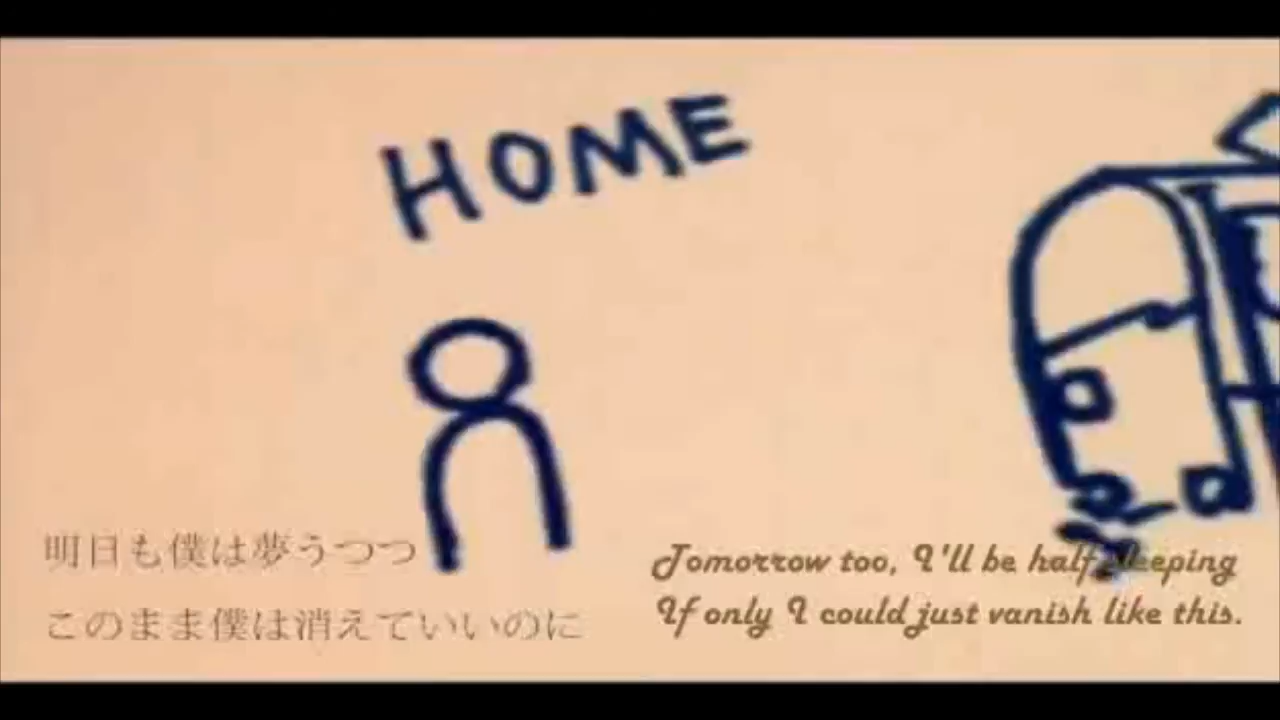 HOME
明日も僕は夢うつつ
このまま僕は消えていいのに
Tomorrow too, I'll be half sleeping
If only I could just vanish like this.